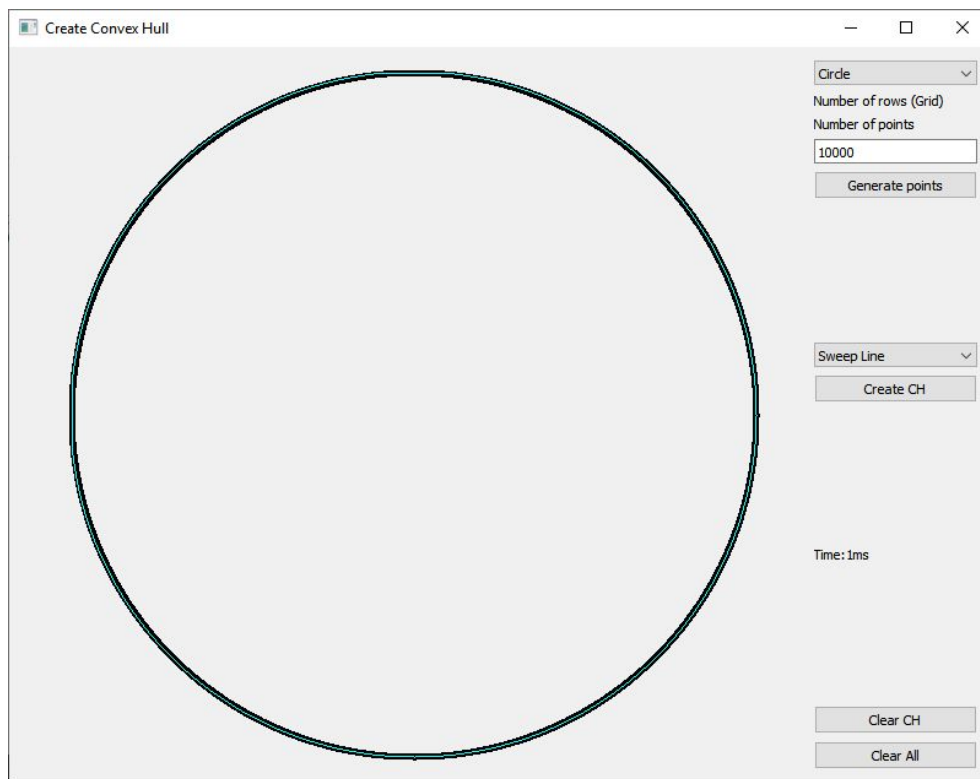 Create Convex Hull
Circle
Number of rows (Grid)
Number of points
10000
Generate points
Sweep Line
Create CH
Time:1ms
Clear CH
Clear All